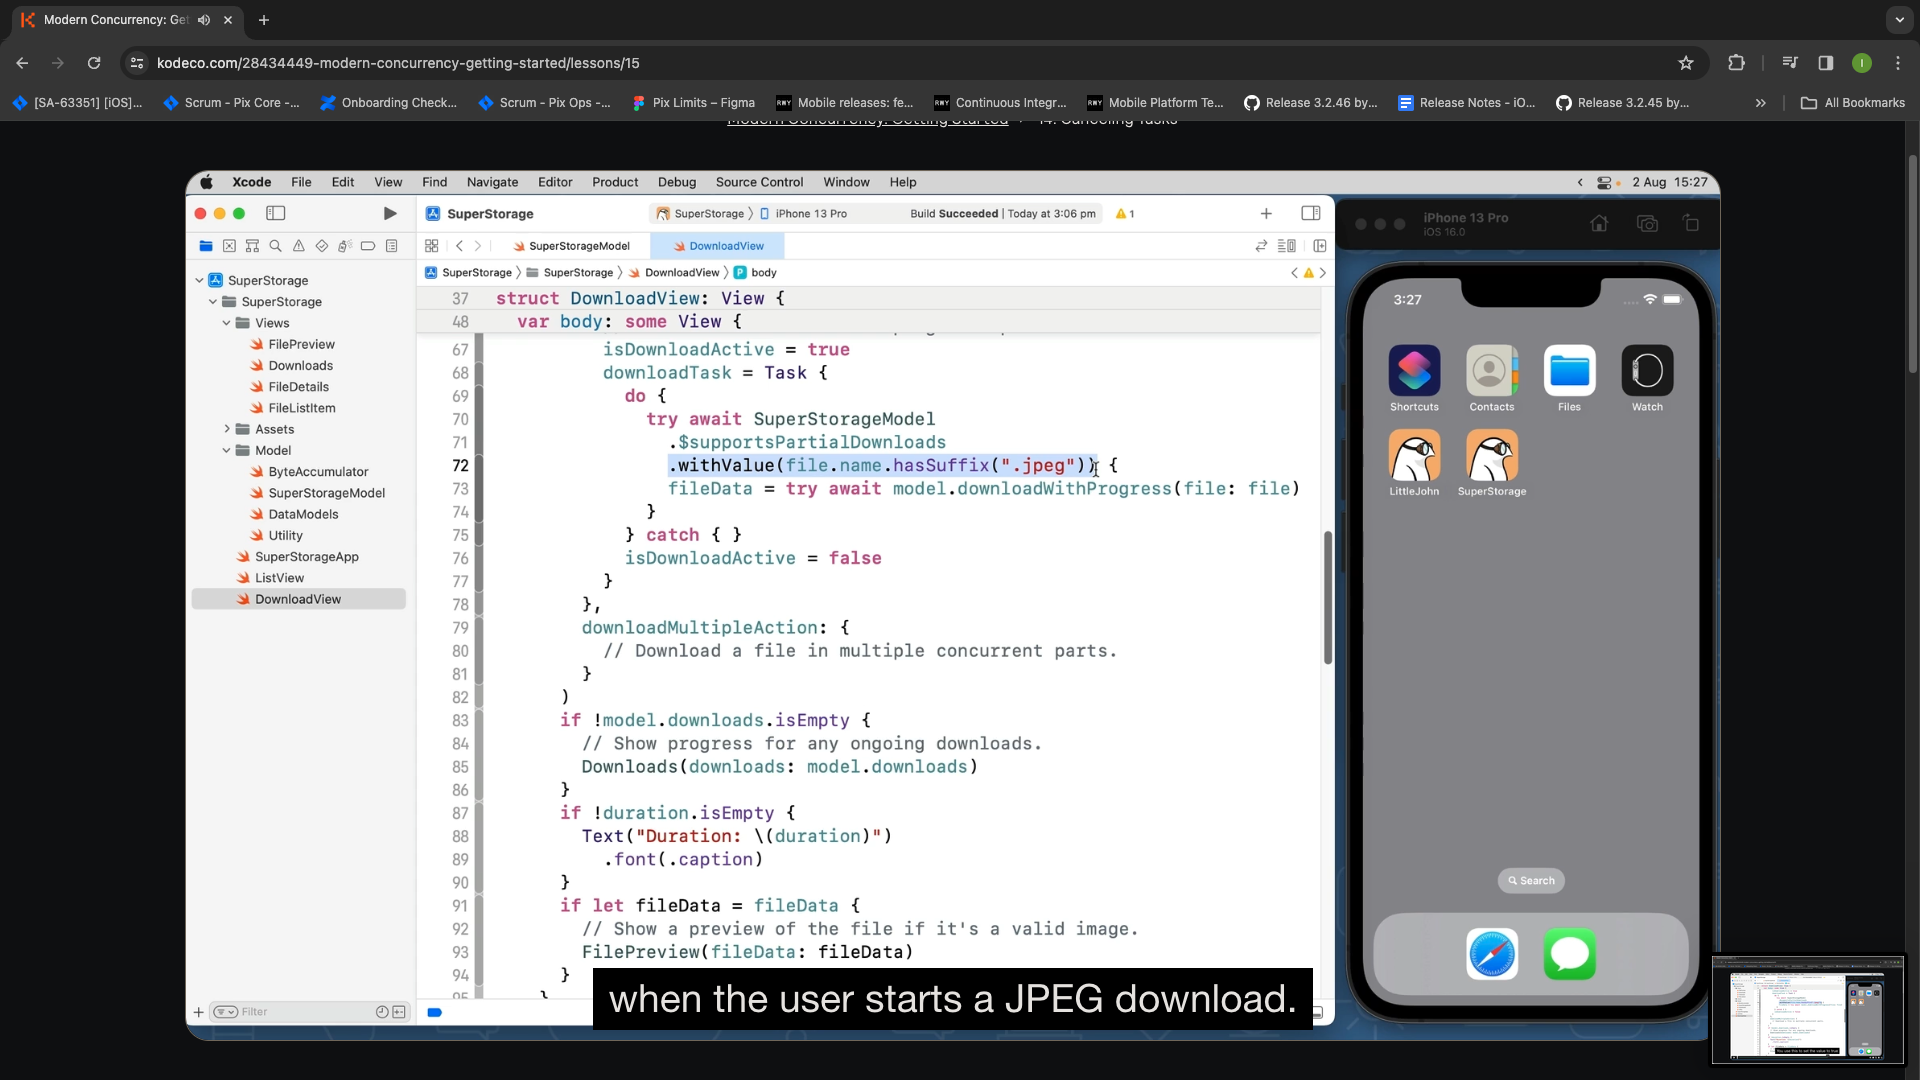 Modern Concurrency: Get
kodeco.com/28434449-modern-concurrency-getting-started/lessons/15
[SA-63351] [iOS]...
Scrum - Pix Core -...
Onboarding Check...
Scrum - Pix Ops -...
Pix Limits – Figma
Mobile releases: fe...
Continuous Integr...
Mobile Platform Te...
Release 3.2.46 by...
Release Notes - iO...
Release 3.2.45 by...
» All Bookmarks
Modern Concurrency: Getting Started 14. Canceling Tasks
Xcode File Edit View Find Navigate Editor Product Debug Source Control Window Help
2 Aug 15:27
SuperStorage
SuperStorage 〉 iPhone 13 Pro
Build Succeeded | Today at 3:06 pm
1
SuperStorageModel
DownloadView
SuperStorage 〉 SuperStorage 〉 DownloadView 〉 P body
SuperStorage
SuperStorage
Views
FilePreview
Downloads
FileDetails
FileListItem
Assets
Model
ByteAccumulator
SuperStorageModel
DataModels
Utility
SuperStorageApp
ListView
DownloadView
Filter
37 struct DownloadView: View {
48 var body: some View {
67 isDownloadActive = true
68 downloadTask = Task {
69 do {
70 try await SuperStorageModel
71 .$supportsPartialDownloads
72 .withValue(file.name.hasSuffix(".jpeg")) {
73 fileData = try await model.downloadWithProgress(file: file)
74 }
75 } catch { }
76 isDownloadActive = false
77 }
78 },
79 downloadMultipleAction: {
80 // Download a file in multiple concurrent parts.
81 }
82 )
83 if !model.downloads.isEmpty {
84 // Show progress for any ongoing downloads.
85 Downloads(downloads: model.downloads)
86 }
87 if !duration.isEmpty {
88 Text("Duration: \(duration)")
89 .font(.caption)
90 }
91 if let fileData = fileData {
92 // Show a preview of the file if it's a valid image.
93 FilePreview(fileData: fileData)
94 }
95 }
when the user starts a JPEG download.
iPhone 13 Pro
iOS 16.0
3:27
Shortcuts
Contacts
Files
Watch
LittleJohn
SuperStorage
Search